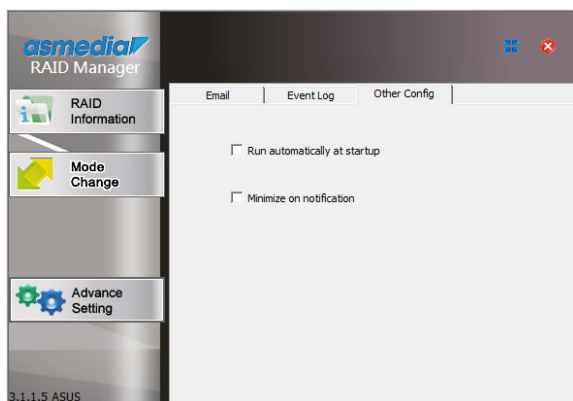 asmedia
RAID Manager
RAID
Information
Mode
Change
Advance
Setting
3.1.1.5 ASUS
Email
Event Log
Other Config
Run automatically at startup
Minimize on notification